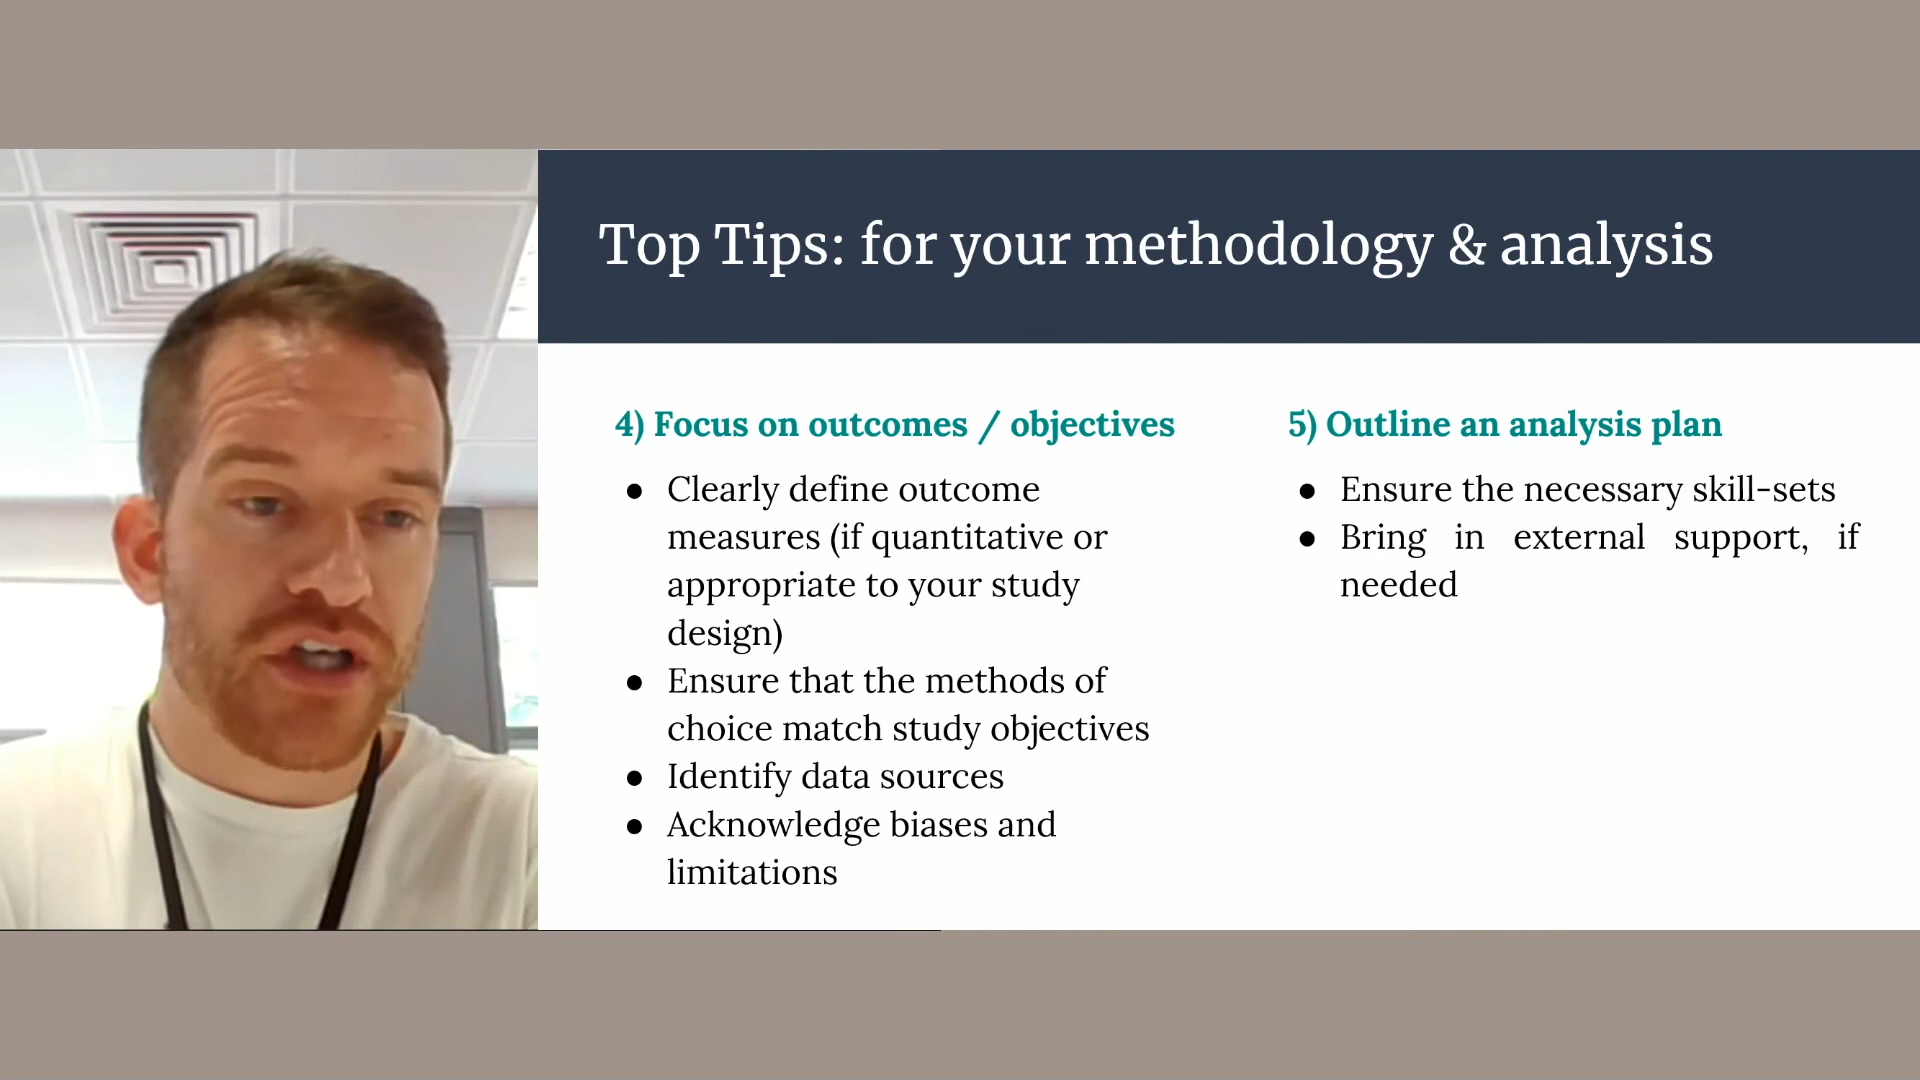 Top Tips: for your methodology & analysis
4) Focus on outcomes / objectives
● Clearly define outcome
measures (if quantitative or
appropriate to your study
design)
● Ensure that the methods of
choice match study objectives
● Identify data sources
● Acknowledge biases and
limitations
5) Outline an analysis plan
● Ensure the necessary skill-sets
● Bring in external support, if
needed